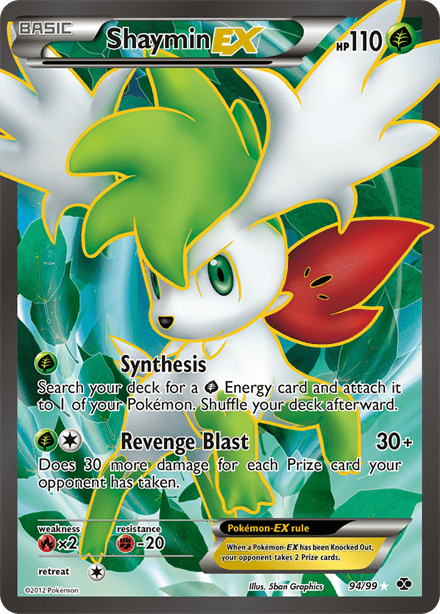 BASIC
Shaymin EX
HP110
Synthesis
Search your deck for a Energy card and attach it
to 1 of your Pokémon. Shuffle your deck afterward.
Revenge Blast 30+
Does 30 more damage for each Prize card your
opponent has taken.
weakness resistance
×2 -20
retreat
Pokémon-EX rule
When a Pokémon-EX has been Knocked Out,
your opponent takes 2 Prize cards.
©2012 Pokémon Illus. 5ban Graphics 94/99